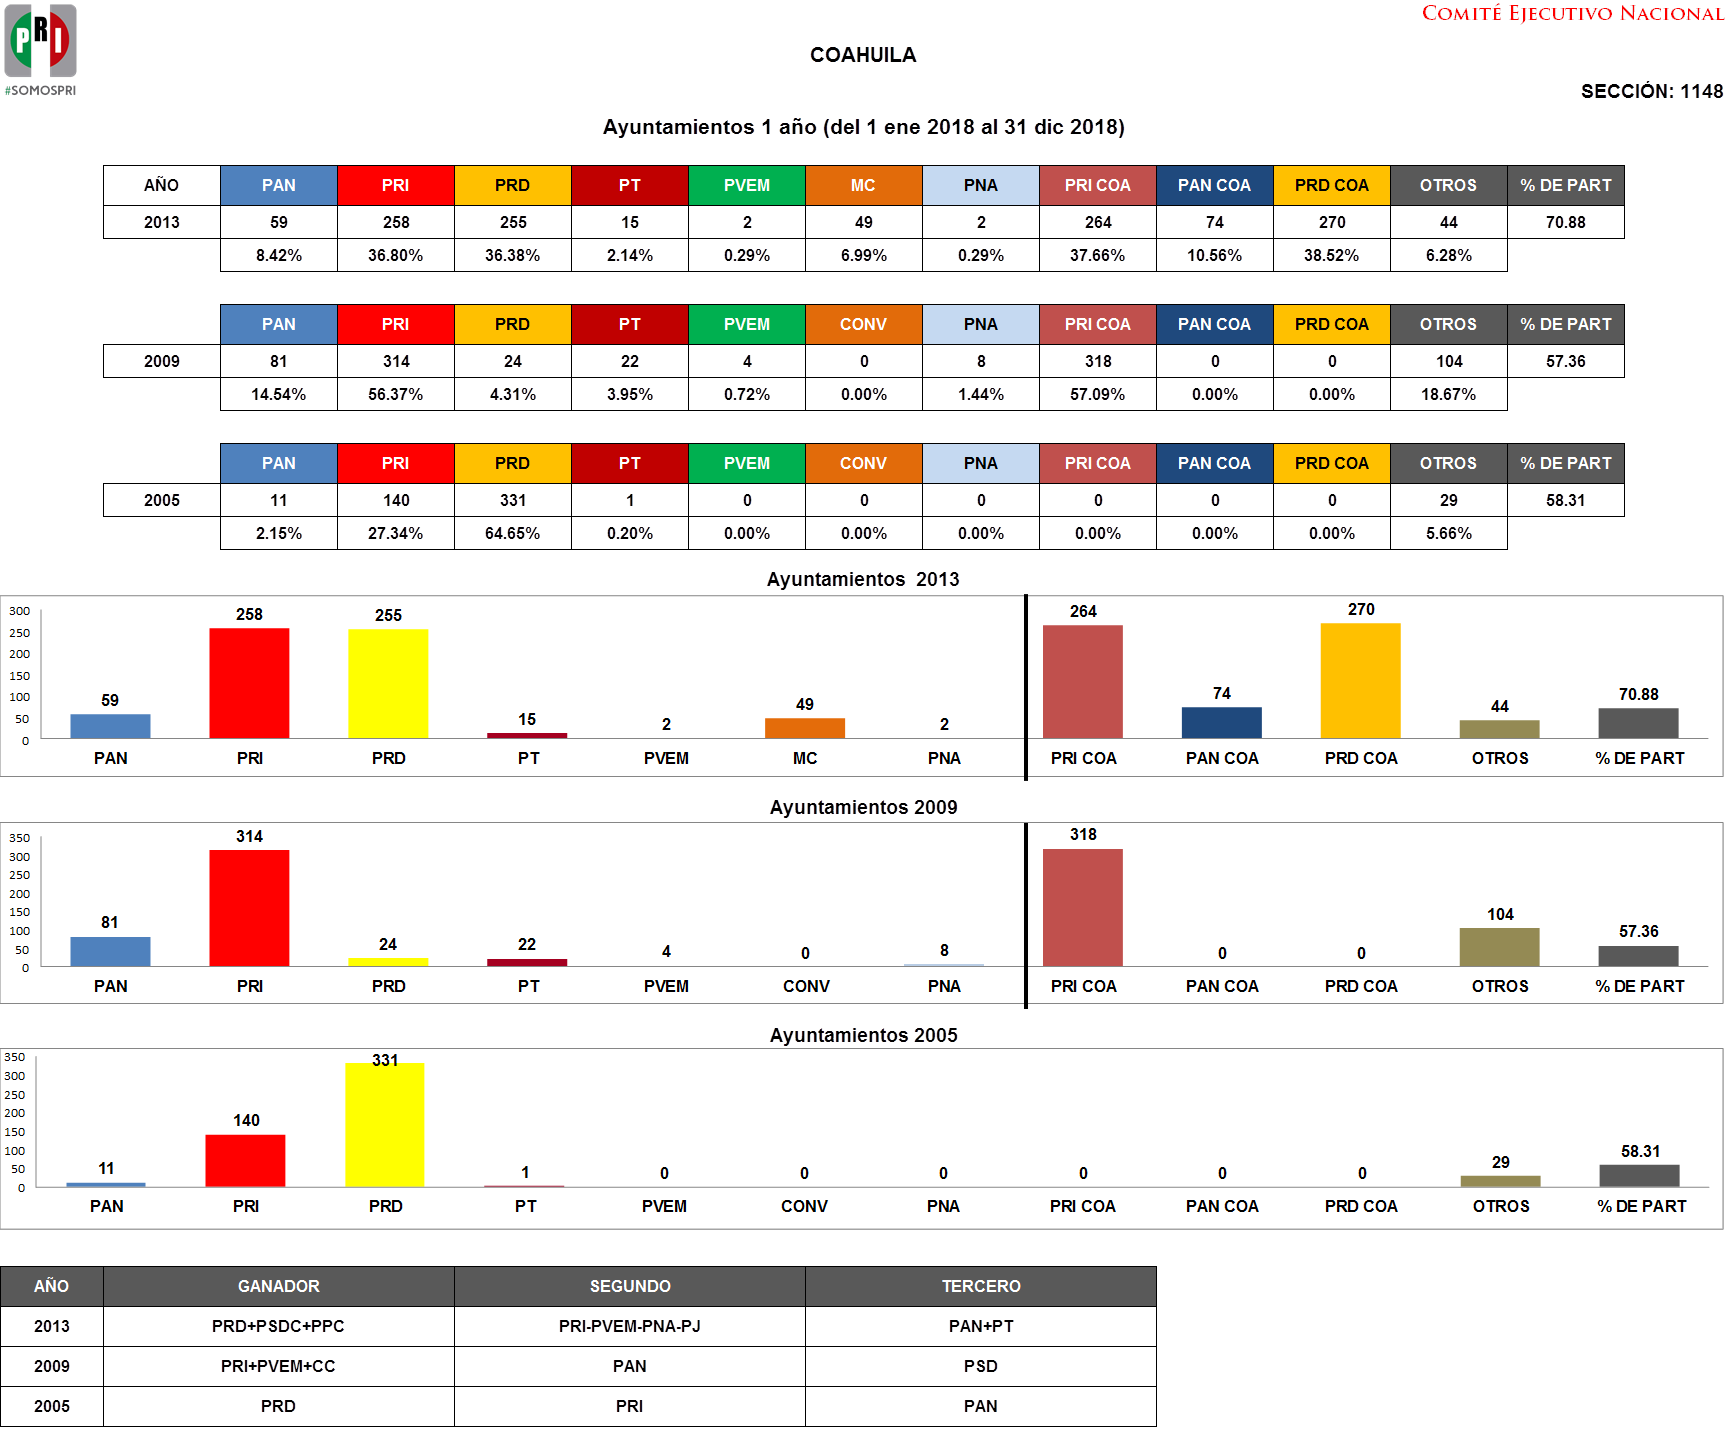 COMITÉ EJECUTIVO NACIONAL
PRI
#SOMOSPRI
COAHUILA
SECCIÓN: 1148
Ayuntamientos 1 año (del 1 ene 2018 al 31 dic 2018)
AÑO PAN PRI PRD PT PVEM MC PNA PRI COA PAN COA PRD COA OTROS % DE PART
2013 59 258 255 15 2 49 2 264 74 270 44 70.88
8.42% 36.80% 36.38% 2.14% 0.29% 6.99% 0.29% 37.66% 10.56% 38.52% 6.28%
PAN PRI PRD PT PVEM CONV PNA PRI COA PAN COA PRD COA OTROS % DE PART
2009 81 314 24 22 4 0 8 318 0 0 104 57.36
14.54% 56.37% 4.31% 3.95% 0.72% 0.00% 1.44% 57.09% 0.00% 0.00% 18.67%
PAN PRI PRD PT PVEM CONV PNA PRI COA PAN COA PRD COA OTROS % DE PART
2005 11 140 331 1 0 0 0 0 0 0 29 58.31
2.15% 27.34% 64.65% 0.20% 0.00% 0.00% 0.00% 0.00% 0.00% 0.00% 5.66%
Ayuntamientos 2013
300
250
200
150
100
50
0
59 258 255 15 2 49 2 264 74 270 44 70.88
PAN PRI PRD PT PVEM MC PNA PRI COA PAN COA PRD COA OTROS % DE PART
Ayuntamientos 2009
350
300
250
200
150
100
50
0
81 314 24 22 4 0 8 318 0 0 104 57.36
PAN PRI PRD PT PVEM CONV PNA PRI COA PAN COA PRD COA OTROS % DE PART
Ayuntamientos 2005
350
300
250
200
150
100
50
0
11 140 331 1 0 0 0 0 0 0 29 58.31
PAN PRI PRD PT PVEM CONV PNA PRI COA PAN COA PRD COA OTROS % DE PART
AÑO GANADOR SEGUNDO TERCERO
2013 PRD+PSDC+PPC PRI-PVEM-PNA-PJ PAN+PT
2009 PRI+PVEM+CC PAN PSD
2005 PRD PRI PAN